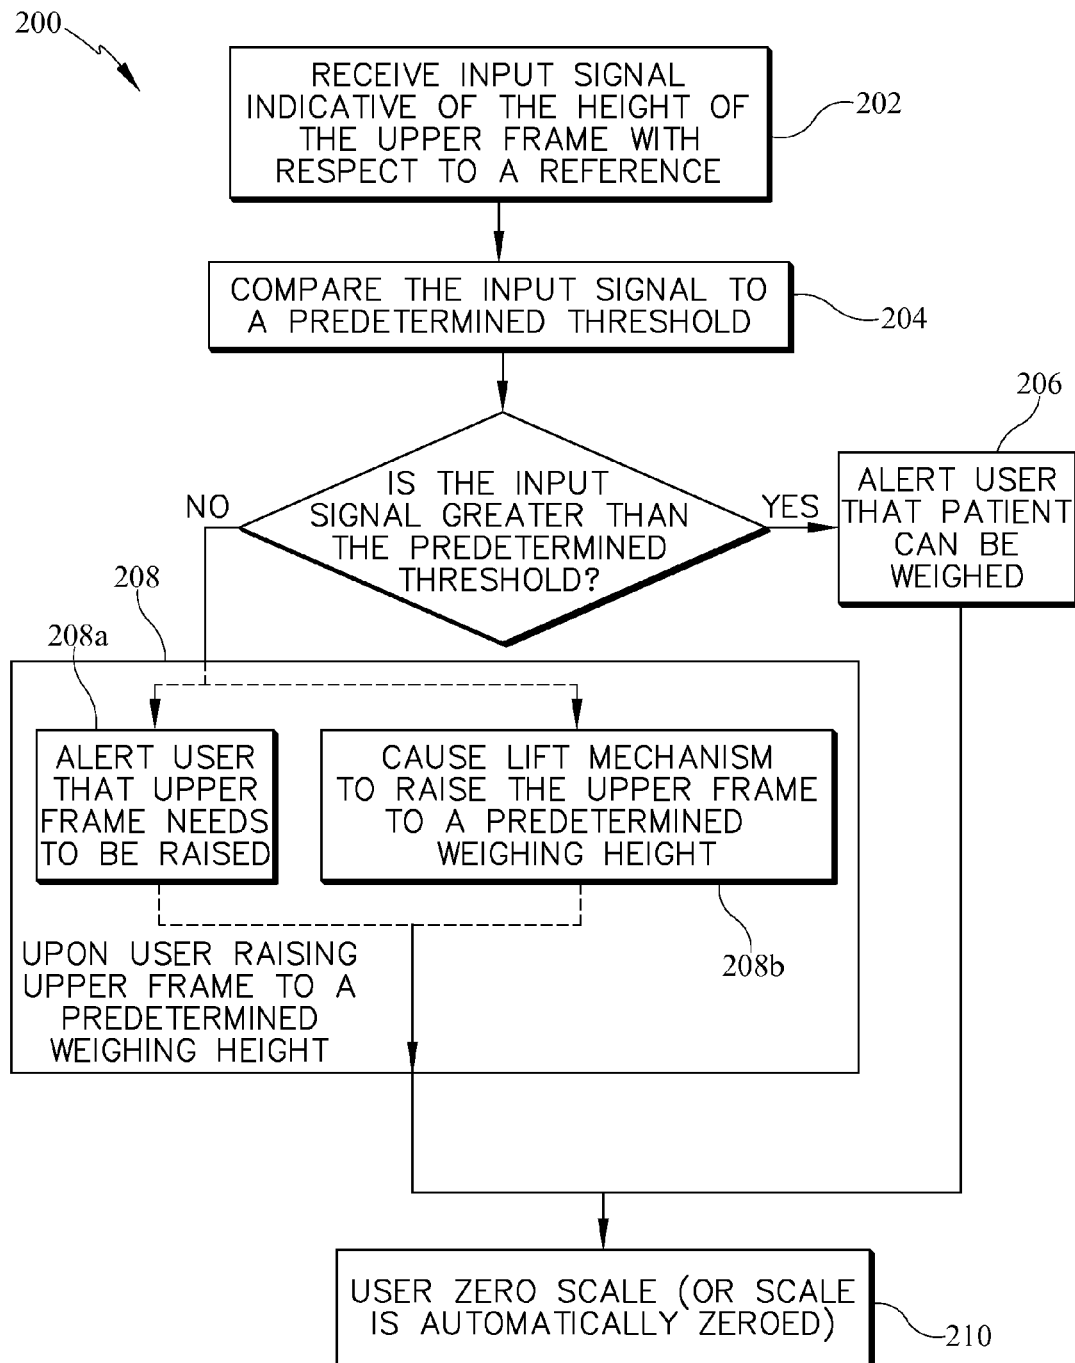 200
RECEIVE INPUT SIGNAL
INDICATIVE OF THE HEIGHT OF
THE UPPER FRAME WITH
RESPECT TO A REFERENCE
202
COMPARE THE INPUT SIGNAL TO
A PREDETERMINED THRESHOLD
204
IS THE INPUT
SIGNAL GREATER THAN
THE PREDETERMINED
THRESHOLD?
NO
YES
206
ALERT USER
THAT PATIENT
CAN BE
WEIGHED
208
208a
ALERT USER
THAT UPPER
FRAME NEEDS
TO BE RAISED
CAUSE LIFT MECHANISM
TO RAISE THE UPPER FRAME
TO A PREDETERMINED
WEIGHING HEIGHT
208b
UPON USER RAISING
UPPER FRAME TO A
PREDETERMINED
WEIGHING HEIGHT
USER ZERO SCALE (OR SCALE
IS AUTOMATICALLY ZEROED)
210